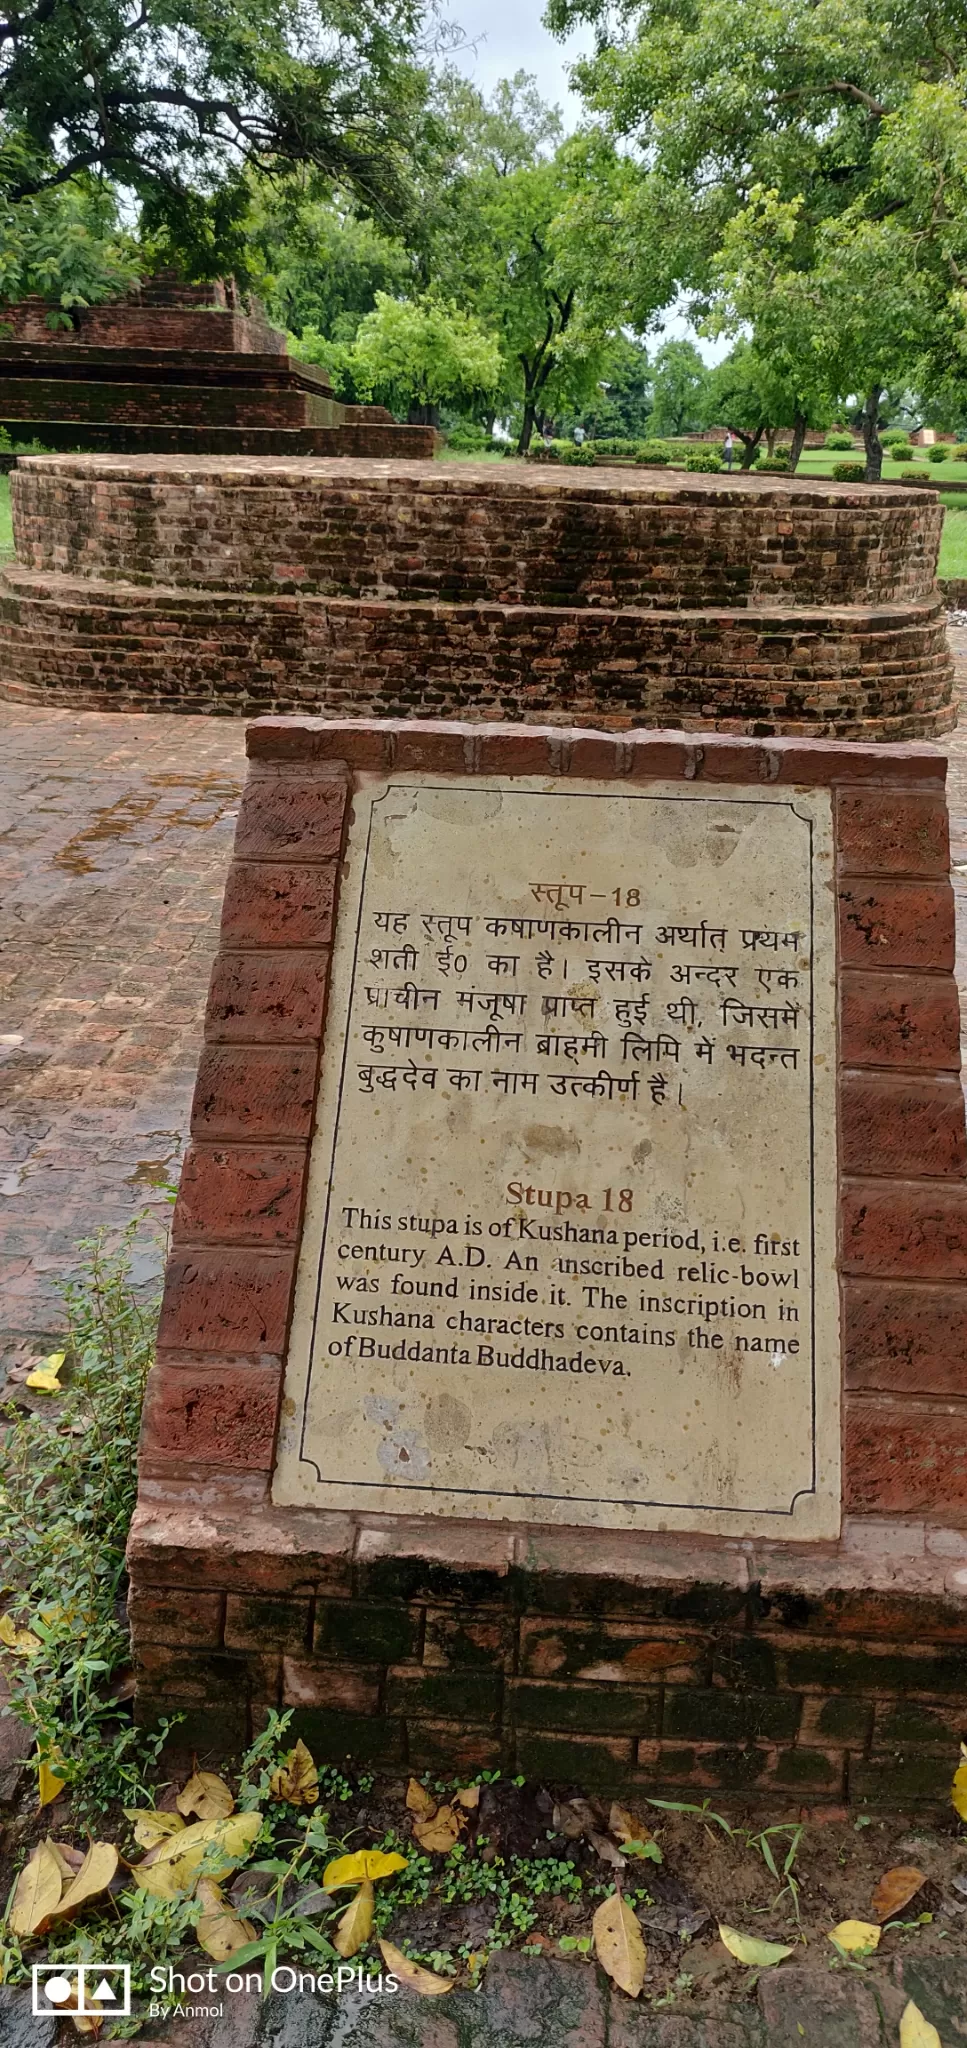 स्तूप–18
यह स्तूप कषाणकालीन अर्थात् प्रथम
शती ई० का है। इसके अन्दर एक
प्राचीन मंजूषा प्राप्त हुई थी, जिसमें
कुषाणकालीन ब्राह्मी लिपि में भदन्त
बुद्धदेव का नाम उत्कीर्ण है।
Stupa 18
This stupa is of Kushana period, i.e. first
century A.D. An inscribed relic-bowl
was found inside it. The inscription in
Kushana characters contains the name
of Buddanta Buddhadeva.
Shot on OnePlus
By Anmol